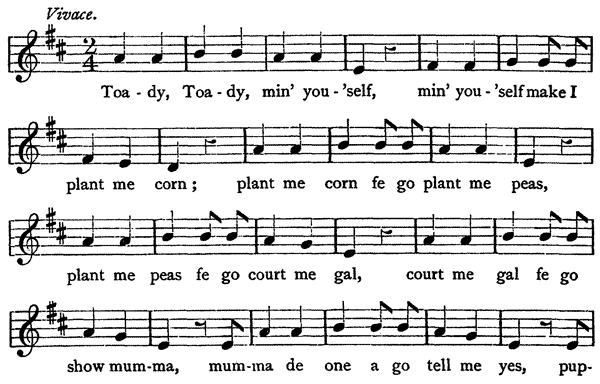 Vivace.
2
4
Toa - dy, Toa - dy, min' you - 'self, min' you - 'self make I
plant me corn ; plant me corn fe go plant me peas,
plant me peas fe go court me gal, court me gal fe go
show mum - ma, mum - ma de one a go tell me yes, pup-